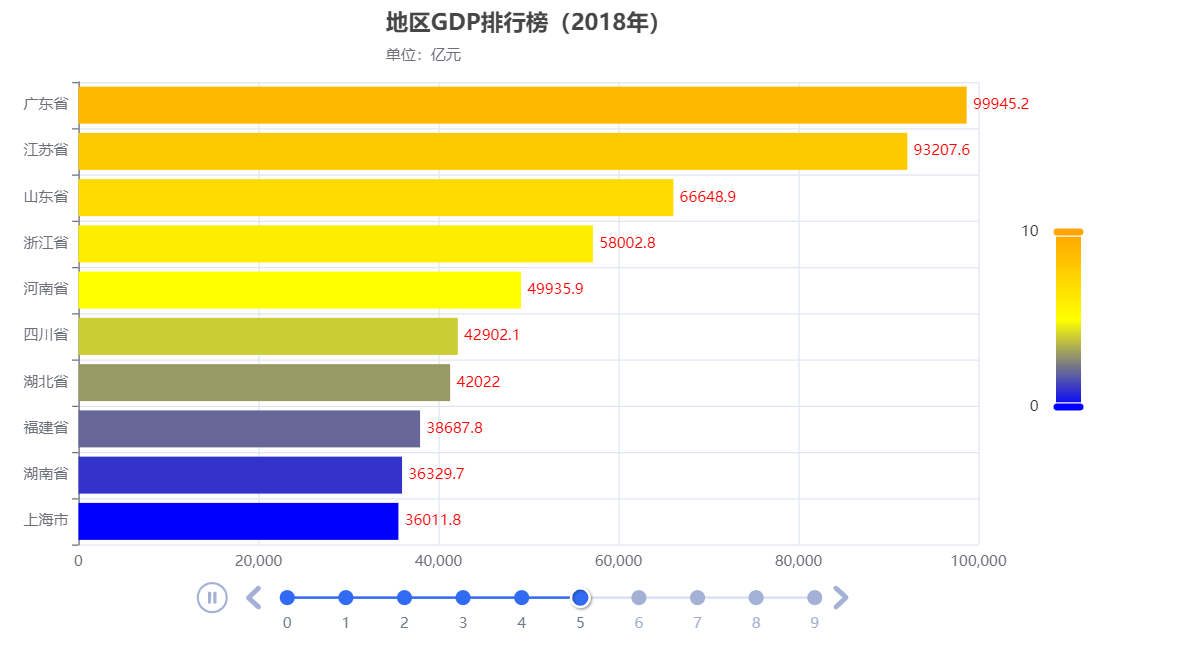 地区GDP排行榜（2018年）
单位：亿元
广东省 99945.2
江苏省 93207.6
山东省 66648.9
浙江省 58002.8
河南省 49935.9
四川省 42902.1
湖北省 42022
福建省 38687.8
湖南省 36329.7
上海市 36011.8
0 20,000 40,000 60,000 80,000 100,000
10
0
0 1 2 3 4 5 6 7 8 9